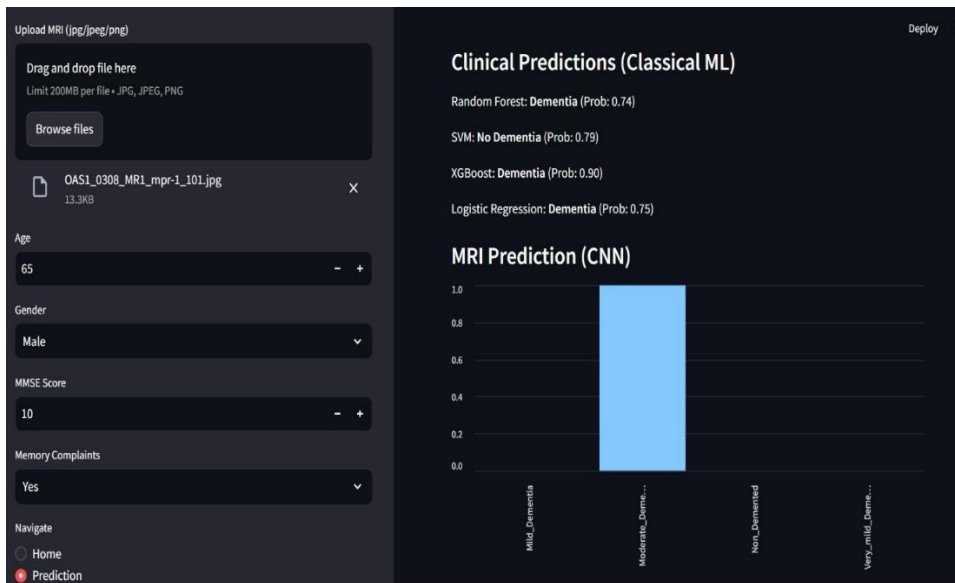 Upload MRI (jpg/jpeg/png)
Drag and drop file here
Limit 200MB per file • JPG, JPEG, PNG
Browse files
OAS1_0308_MR1_mpr-1_101.jpg
13.3KB
Age
65
Gender
Male
MMSE Score
10
Memory Complaints
Yes
Navigate
Home
Prediction
Deploy
Clinical Predictions (Classical ML)
Random Forest: Dementia (Prob: 0.74)
SVM: No Dementia (Prob: 0.79)
XGBoost: Dementia (Prob: 0.90)
Logistic Regression: Dementia (Prob: 0.75)
MRI Prediction (CNN)
1.0
0.8
0.6
0.4
0.2
0.0
Mild_Dementia
Moderate_Deme...
Non_Demented
Very_mild_Deme...